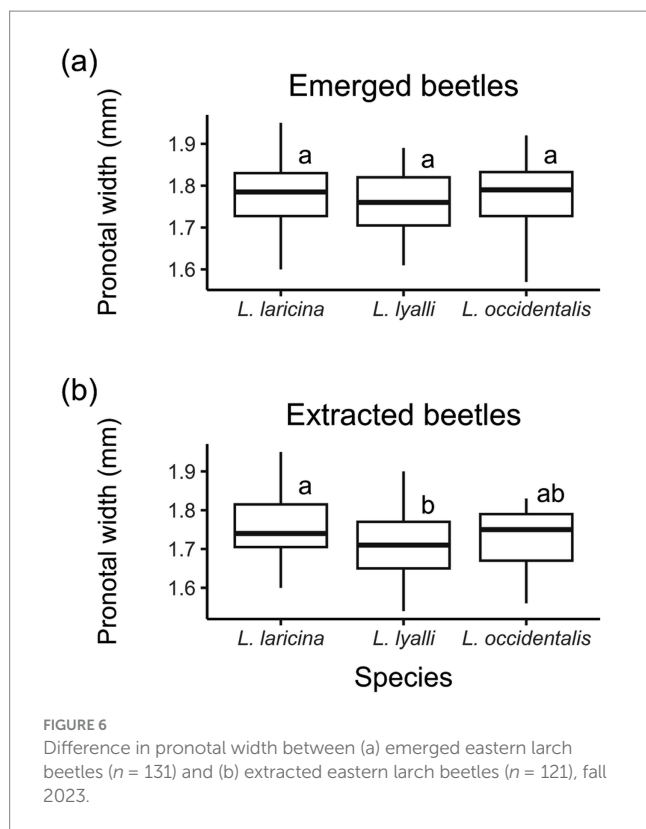 (a)
Emerged beetles
Pronotal width (mm)
1.9
1.8
1.7
1.6
a
a
a
L. laricina
L. lyalli
L. occidentalis
(b)
Extracted beetles
Pronotal width (mm)
1.9
1.8
1.7
1.6
a
b
ab
L. laricina
L. lyalli
L. occidentalis
Species
FIGURE 6
Difference in pronotal width between (a) emerged eastern larch
beetles (n = 131) and (b) extracted eastern larch beetles (n = 121), fall
2023.